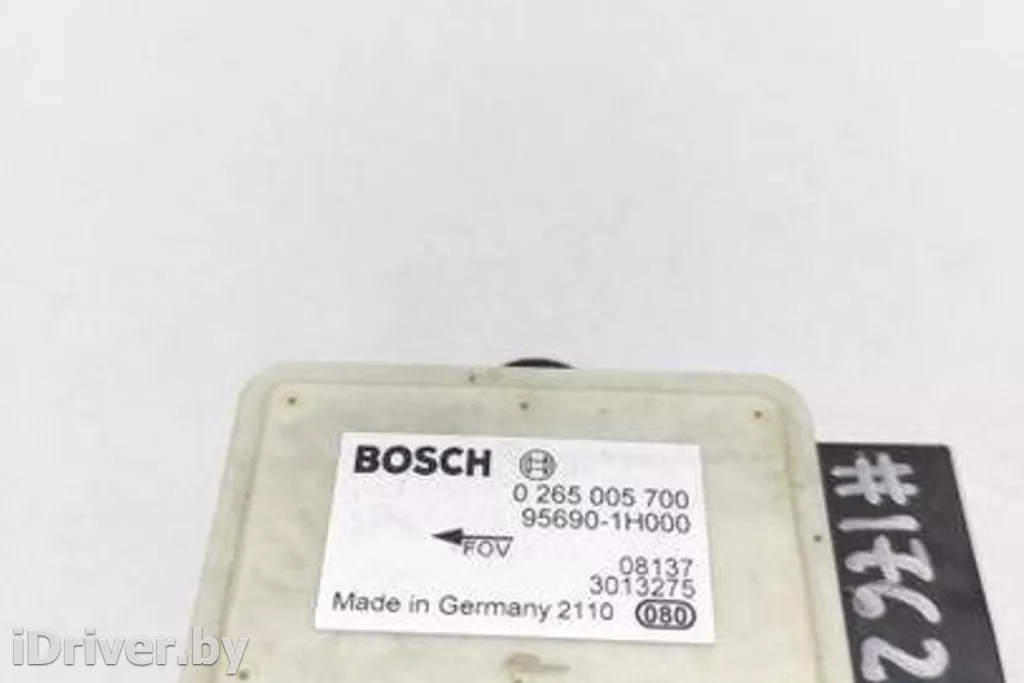 BOSCH
0 265 005 700
95690-1H000
FOV
08137
3013275
Made in Germany 2110 080
#1762
iDriver.by